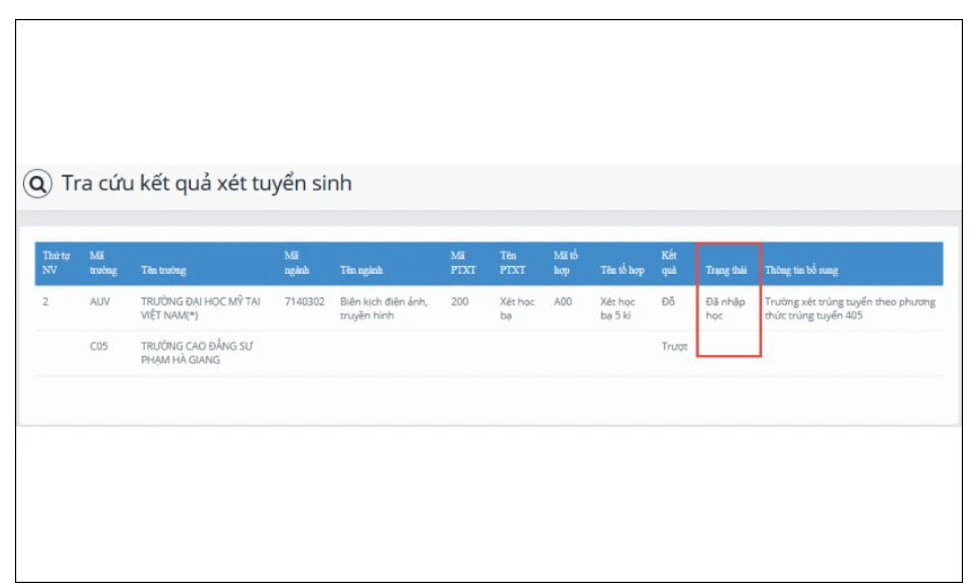 Tra cứu kết quả xét tuyển sinh
Thứ tự Mã Mã Mã Tên Mã tổ Kết
NV trường Tên trường ngành Tên ngành PTXT PTXT hợp Tên tổ hợp quả Trạng thái Thông tin bổ sung
2 AUV TRƯỜNG ĐẠI HỌC MỸ TẠI 7140302 Biên kịch điện ảnh, 200 Xét học A00 Xét học Đỗ Đã nhập Trường xét trúng tuyển theo phương
VIỆT NAM(*) truyền hình bạ bạ 5 kì học thức trúng tuyển 405
C05 TRƯỜNG CAO ĐẲNG SƯ Trượt
PHẠM HÀ GIANG